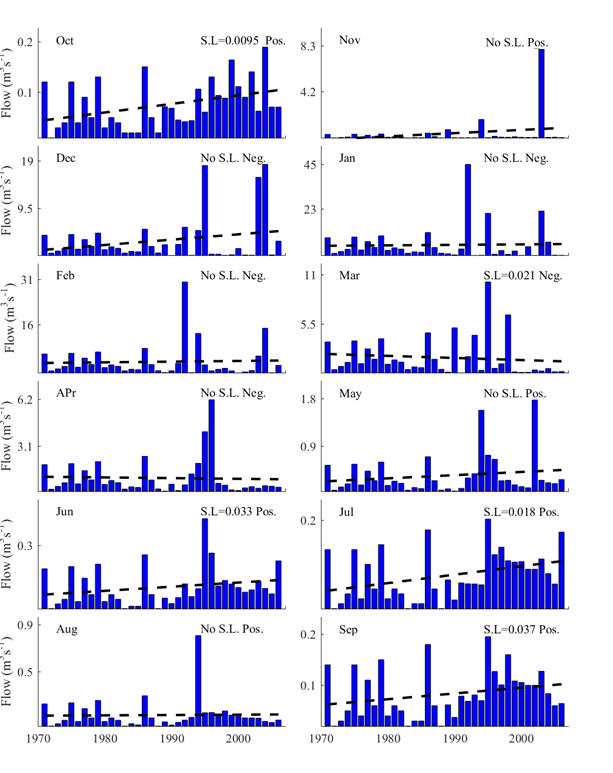 Oct S.L=0.0095 Pos.
0.2
0.1
Flow (m³s⁻¹)
Nov No S.L. Pos.
8.3
4.2
Dec No S.L. Neg.
19
9.5
Flow (m³s⁻¹)
Jan No S.L. Neg.
45
23
Feb No S.L. Neg.
31
16
Flow (m³s⁻¹)
Mar S.L=0.021 Neg.
11
5.5
APr No S.L. Neg.
6.2
3.1
Flow (m³s⁻¹)
May No S.L. Pos.
1.8
0.9
Jun S.L=0.033 Pos.
0.3
Flow (m³s⁻¹)
Jul S.L=0.018 Pos.
0.2
Aug No S.L. Pos.
0.9
0.5
Flow (m³s⁻¹)
Sep S.L=0.037 Pos.
0.2
0.1
1970 1980 1990 2000
1970 1980 1990 2000